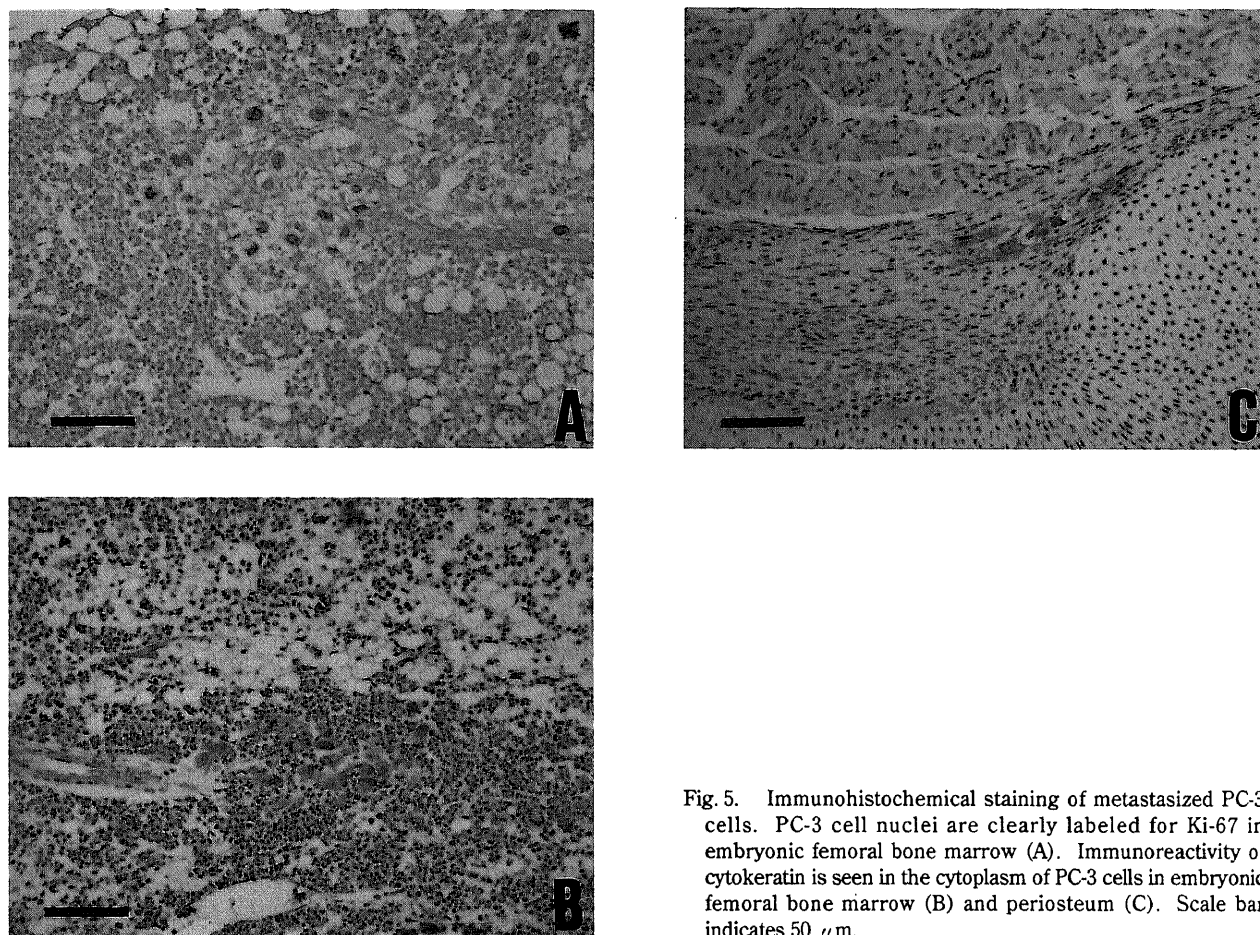 A
C
B
Fig. 5. Immunohistochemical staining of metastasized PC-3
cells. PC-3 cell nuclei are clearly labeled for Ki-67 in
embryonic femoral bone marrow (A). Immunoreactivity o
cytokeratin is seen in the cytoplasm of PC-3 cells in embryonic
femoral bone marrow (B) and periosteum (C). Scale bar
indicates 50 μm.